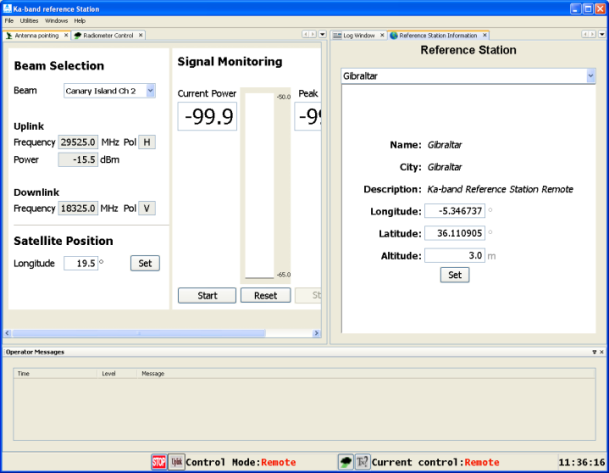 Ka-band reference Station
File Utilities Windows Help
Antenna pointing Radiometer Control
Beam Selection
Beam Canary Island Ch 2
Uplink
Frequency 29525.0 MHz Pol H
Power -15.5 dBm
Downlink
Frequency 18325.0 MHz Pol V
Satellite Position
Longitude 19.5 ° Set
Signal Monitoring
Current Power Peak
-99.9 -99
-50.0
-65.0
Start Reset St
Log Window Reference Station Information
Reference Station
Gibraltar
Name: Gibraltar
City: Gibraltar
Description: Ka-band Reference Station Remote
Longitude: -5.346737 °
Latitude: 36.110905 °
Altitude: 3.0 m
Set
Operator Messages
Time Level Message
STOP Control Mode:Remote Current control:Remote 11:36:16